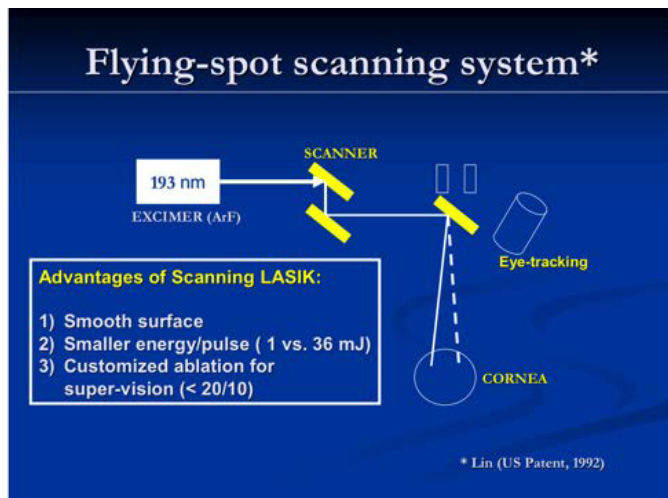 Flying-spot scanning system*
SCANNER
193 nm
EXCIMER (ArF)
Eye-tracking
Advantages of Scanning LASIK:
1) Smooth surface
2) Smaller energy/pulse ( 1 vs. 36 mJ)
3) Customized ablation for
super-vision (< 20/10)
CORNEA
* Lin (US Patent, 1992)